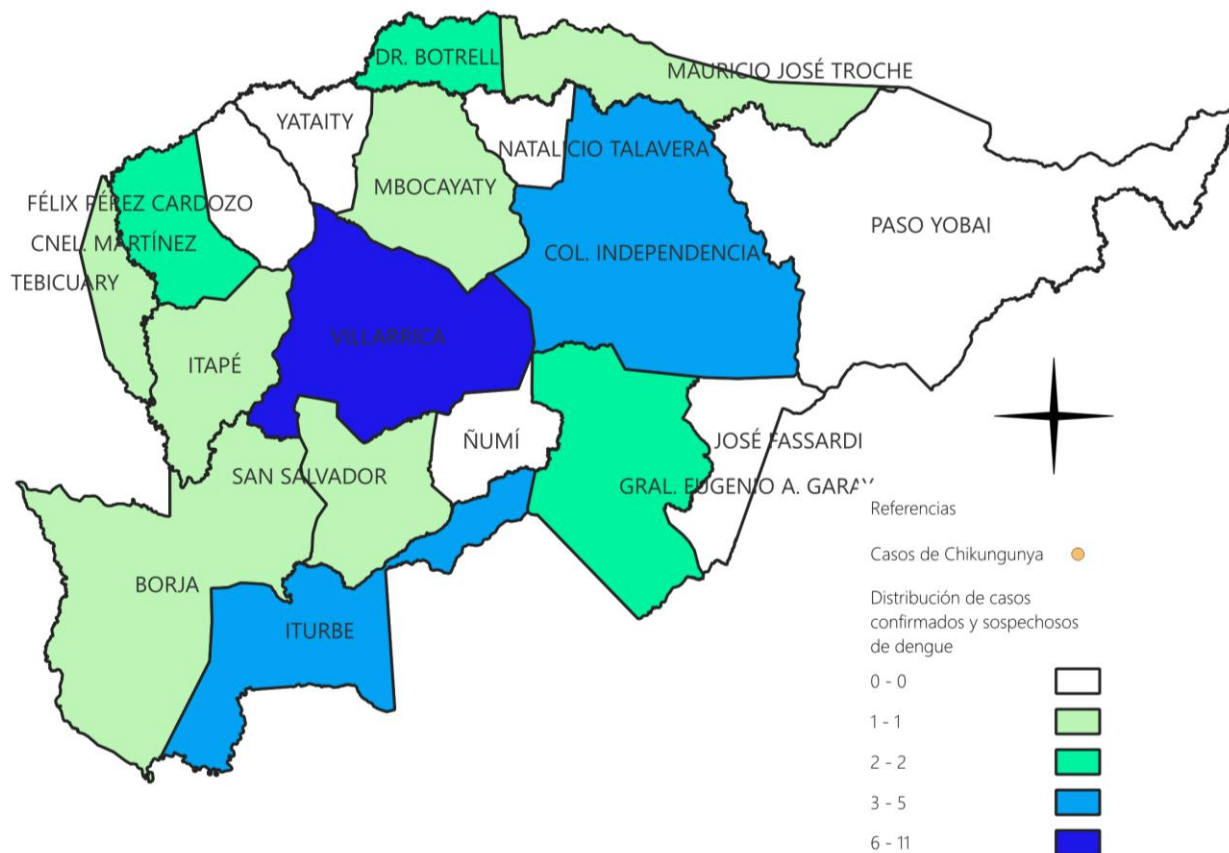 DR. BOTRELL
MAURICIO JOSÉ TROCHE
YATAITY
NATALICIO TALAVERA
MBOCAYATY
FÉLIX PÉREZ CARDOZO
PASO YOBAI
CNEL. MARTÍNEZ
COL. INDEPENDENCIA
TEBICUARY
VILLARRICA
ITAPÉ
ÑUMÍ
JOSÉ FASSARDI
SAN SALVADOR
GRAL. EUGENIO A. GARAY
BORJA
ITURBE
Referencias
Casos de Chikungunya
Distribución de casos
confirmados y sospechosos
de dengue
0 - 0
1 - 1
2 - 2
3 - 5
6 - 11